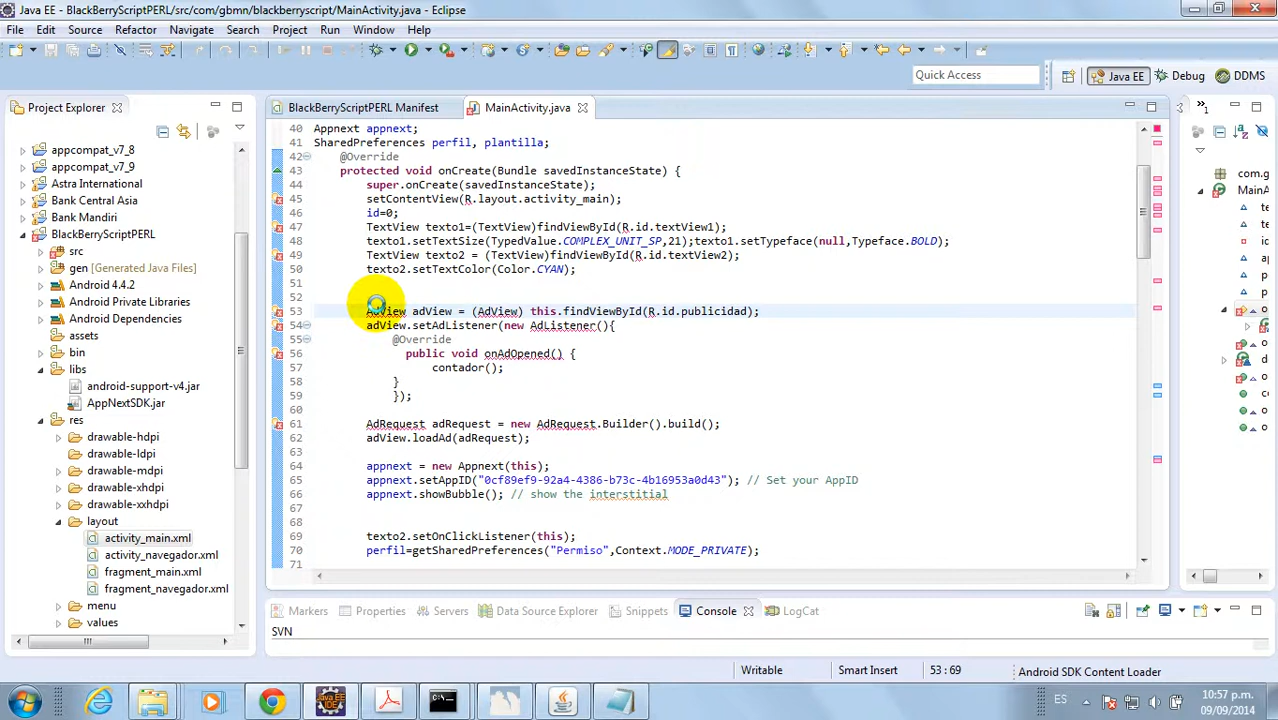 Java EE - BlackBerryScriptPERL/src/com/gbmn/blackberryscript/MainActivity.java - Eclipse
File Edit Source Refactor Navigate Search Project Run Window Help
Quick Access
Java EE Debug DDMS
Project Explorer
BlackBerryScriptPERL Manifest
MainActivity.java
appcompat_v7_8
appcompat_v7_9
Astra International
Bank Central Asia
Bank Mandiri
BlackBerryScriptPERL
src
gen [Generated Java Files]
Android 4.4.2
Android Private Libraries
Android Dependencies
assets
bin
libs
android-support-v4.jar
AppNextSDK.jar
res
drawable-hdpi
drawable-ldpi
drawable-mdpi
drawable-xhdpi
drawable-xxhdpi
layout
activity_main.xml
activity_navegador.xml
fragment_main.xml
fragment_navegador.xml
menu
values
40 Appnext appnext;
41 SharedPreferences perfil, plantilla;
42 @Override
43 protected void onCreate(Bundle savedInstanceState) {
44 super.onCreate(savedInstanceState);
45 setContentView(R.layout.activity_main);
46 id=0;
47 TextView texto1=(TextView)findViewById(R.id.textView1);
48 texto1.setTextSize(TypedValue.COMPLEX_UNIT_SP,21);texto1.setTypeface(null,Typeface.BOLD);
49 TextView texto2 = (TextView)findViewById(R.id.textView2);
50 texto2.setTextColor(Color.CYAN);
51
52
53 AdView adView = (AdView) this.findViewById(R.id.publicidad);
54 adView.setAdListener(new AdListener(){
55 @Override
56 public void onAdOpened() {
57 contador();
58 }
59 });
60
61 AdRequest adRequest = new AdRequest.Builder().build();
62 adView.loadAd(adRequest);
63
64 appnext = new Appnext(this);
65 appnext.setAppID("0cf89ef9-92a4-4386-b73c-4b16953a0d43"); // Set your AppID
66 appnext.showBubble(); // show the interstitial
67
68
69 texto2.setOnClickListener(this);
70 perfil=getSharedPreferences("Permiso",Context.MODE_PRIVATE);
71
com.g
MainA
te
te
id
ap
pe
o
o
d
o
c
o
o
Markers Properties Servers Data Source Explorer Snippets Console LogCat
SVN
Writable Smart Insert 53 : 69 Android SDK Content Loader
ES
10:57 p.m.
09/09/2014